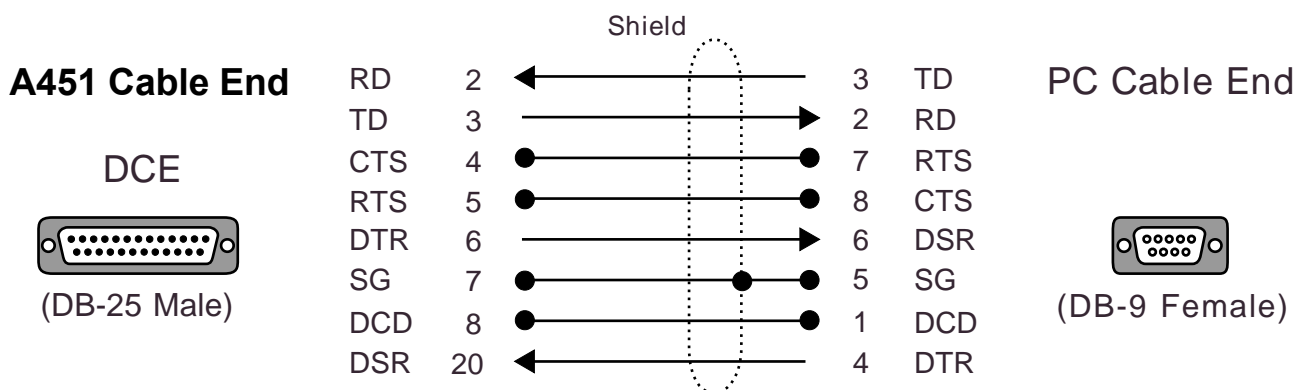 Shield
A451 Cable End
PC Cable End
DCE
(DB-25 Male)
(DB-9 Female)
RD 2 3 TD
TD 3 2 RD
CTS 4 7 RTS
RTS 5 8 CTS
DTR 6 6 DSR
SG 7 5 SG
DCD 8 1 DCD
DSR 20 4 DTR